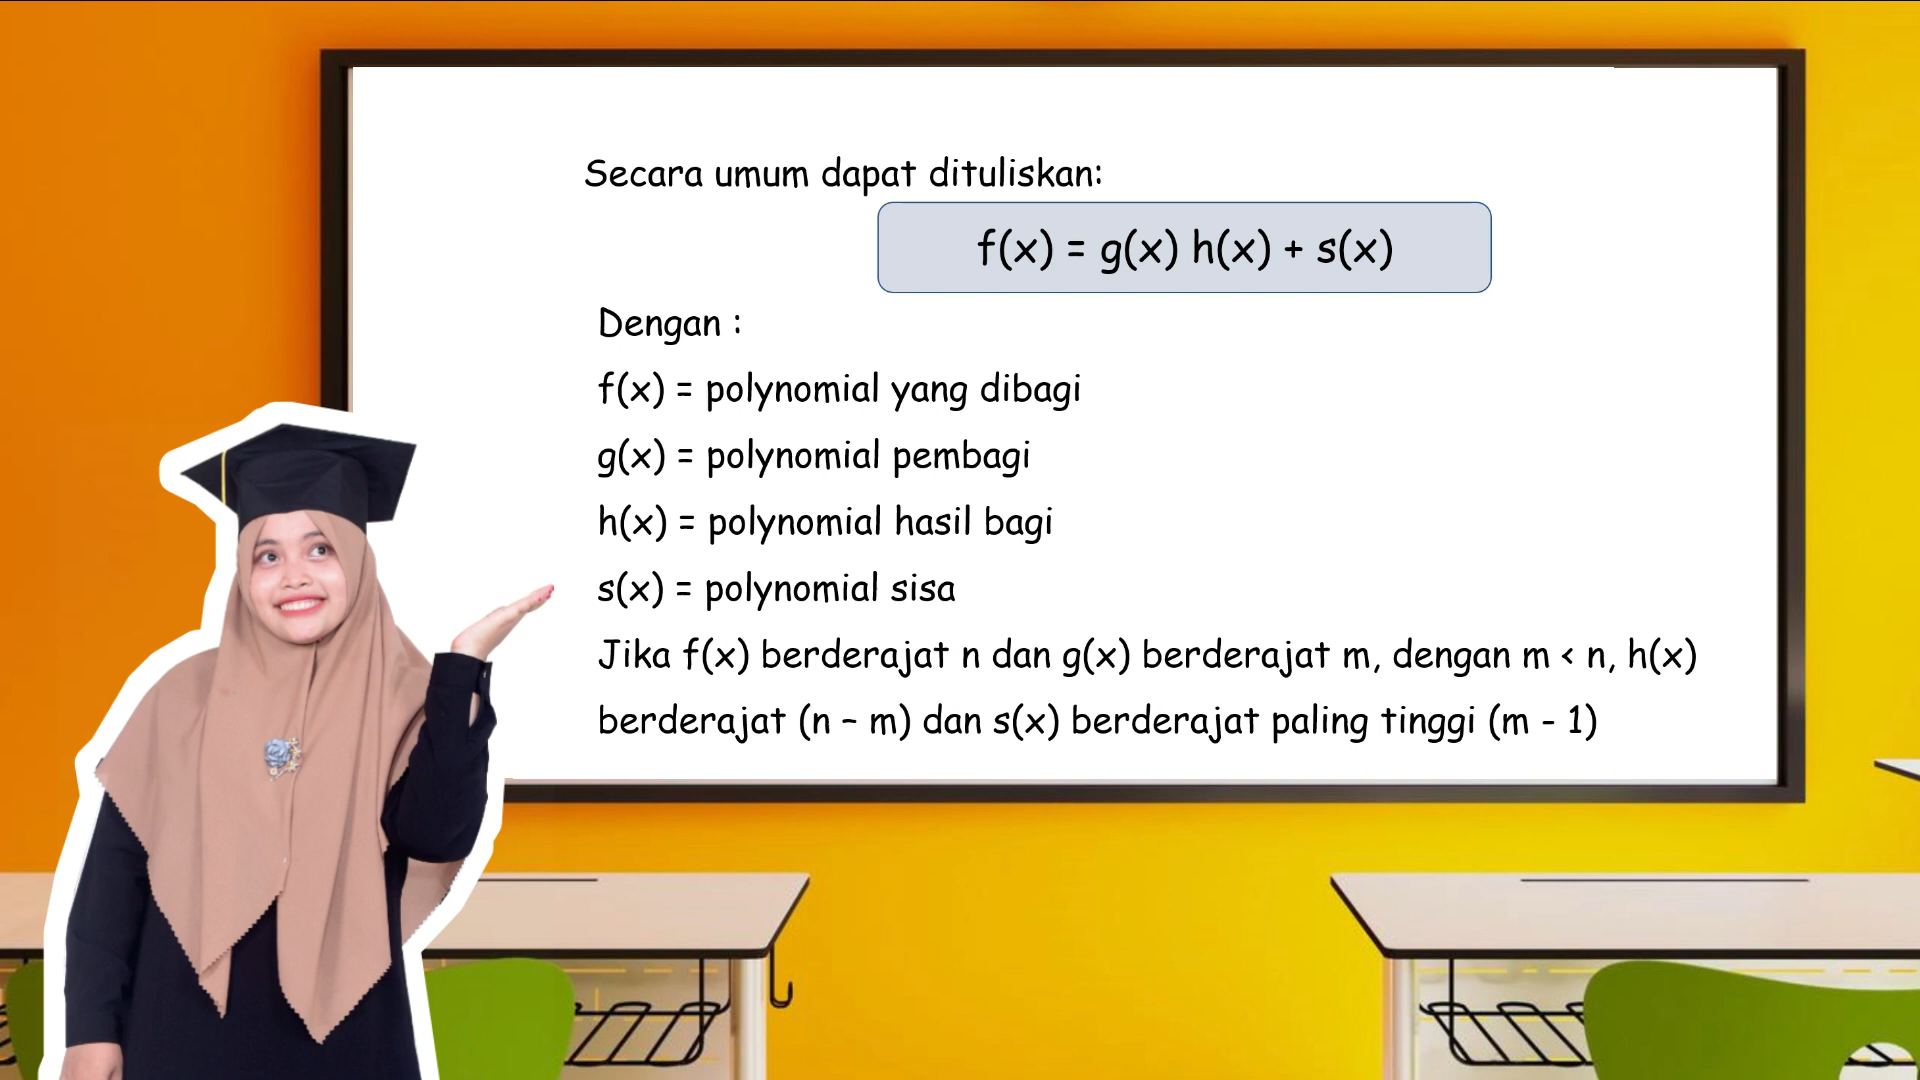 Secara umum dapat dituliskan:
f(x) = g(x) h(x) + s(x)
Dengan :
f(x) = polynomial yang dibagi
g(x) = polynomial pembagi
h(x) = polynomial hasil bagi
s(x) = polynomial sisa
Jika f(x) berderajat n dan g(x) berderajat m, dengan m < n, h(x)
berderajat (n – m) dan s(x) berderajat paling tinggi (m - 1)